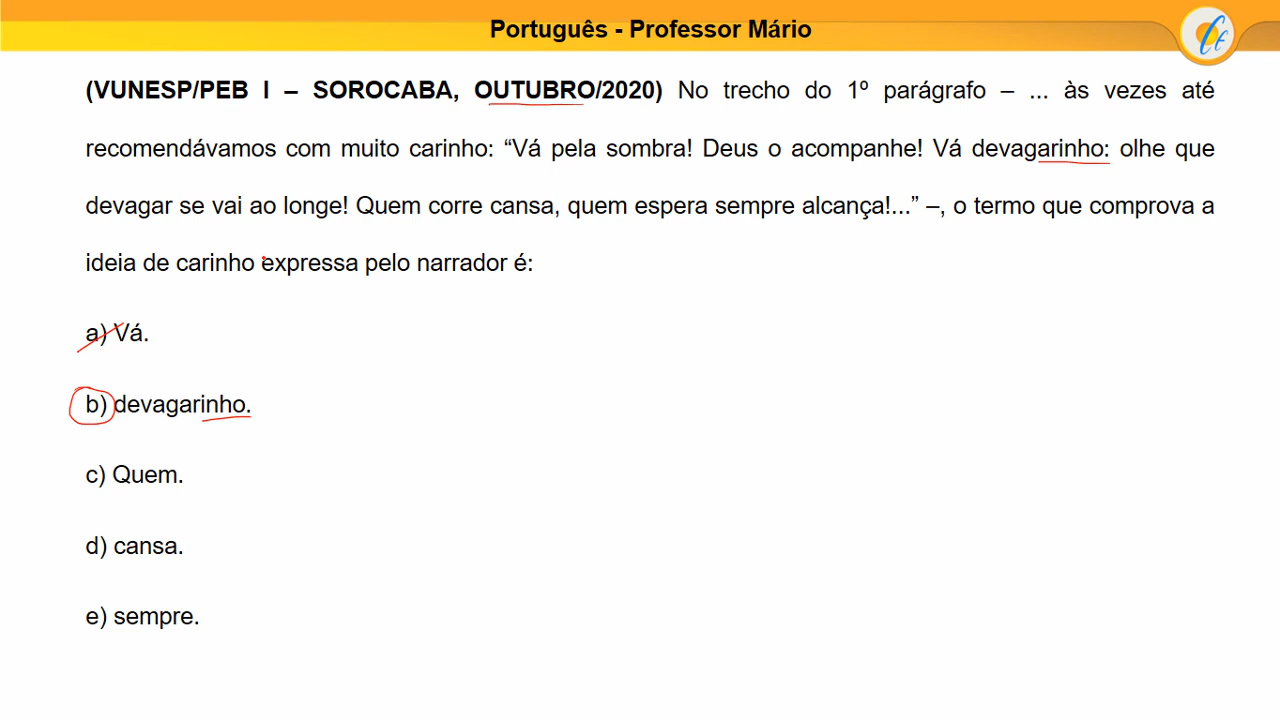 Português - Professor Mário
(VUNESP/PEB I – SOROCABA, OUTUBRO/2020) No trecho do 1º parágrafo – ... às vezes até
recomendávamos com muito carinho: “Vá pela sombra! Deus o acompanhe! Vá devagarinho: olhe que
devagar se vai ao longe! Quem corre cansa, quem espera sempre alcança!...” –, o termo que comprova a
ideia de carinho expressa pelo narrador é:
a) Vá.
b) devagarinho.
c) Quem.
d) cansa.
e) sempre.